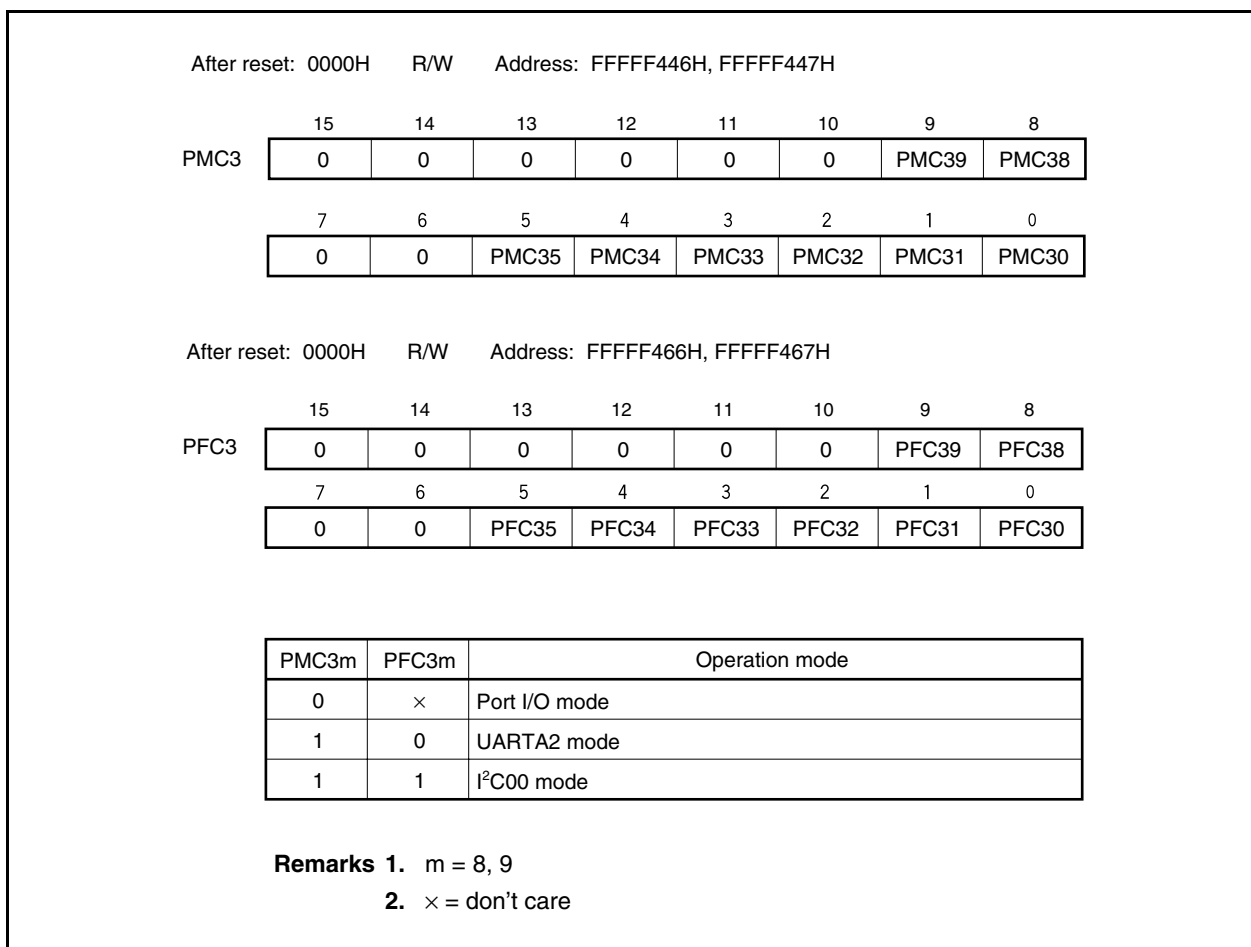 After reset: 0000H R/W Address: FFFFF446H, FFFFF447H
15 14 13 12 11 10 9 8
PMC3 0 0 0 0 0 0 PMC39 PMC38
7 6 5 4 3 2 1 0
0 0 PMC35 PMC34 PMC33 PMC32 PMC31 PMC30
After reset: 0000H R/W Address: FFFFF466H, FFFFF467H
15 14 13 12 11 10 9 8
PFC3 0 0 0 0 0 0 PFC39 PFC38
7 6 5 4 3 2 1 0
0 0 PFC35 PFC34 PFC33 PFC32 PFC31 PFC30
PMC3m PFC3m Operation mode
0 × Port I/O mode
1 0 UARTA2 mode
1 1 I²C00 mode
Remarks 1. m = 8, 9
2. × = don't care